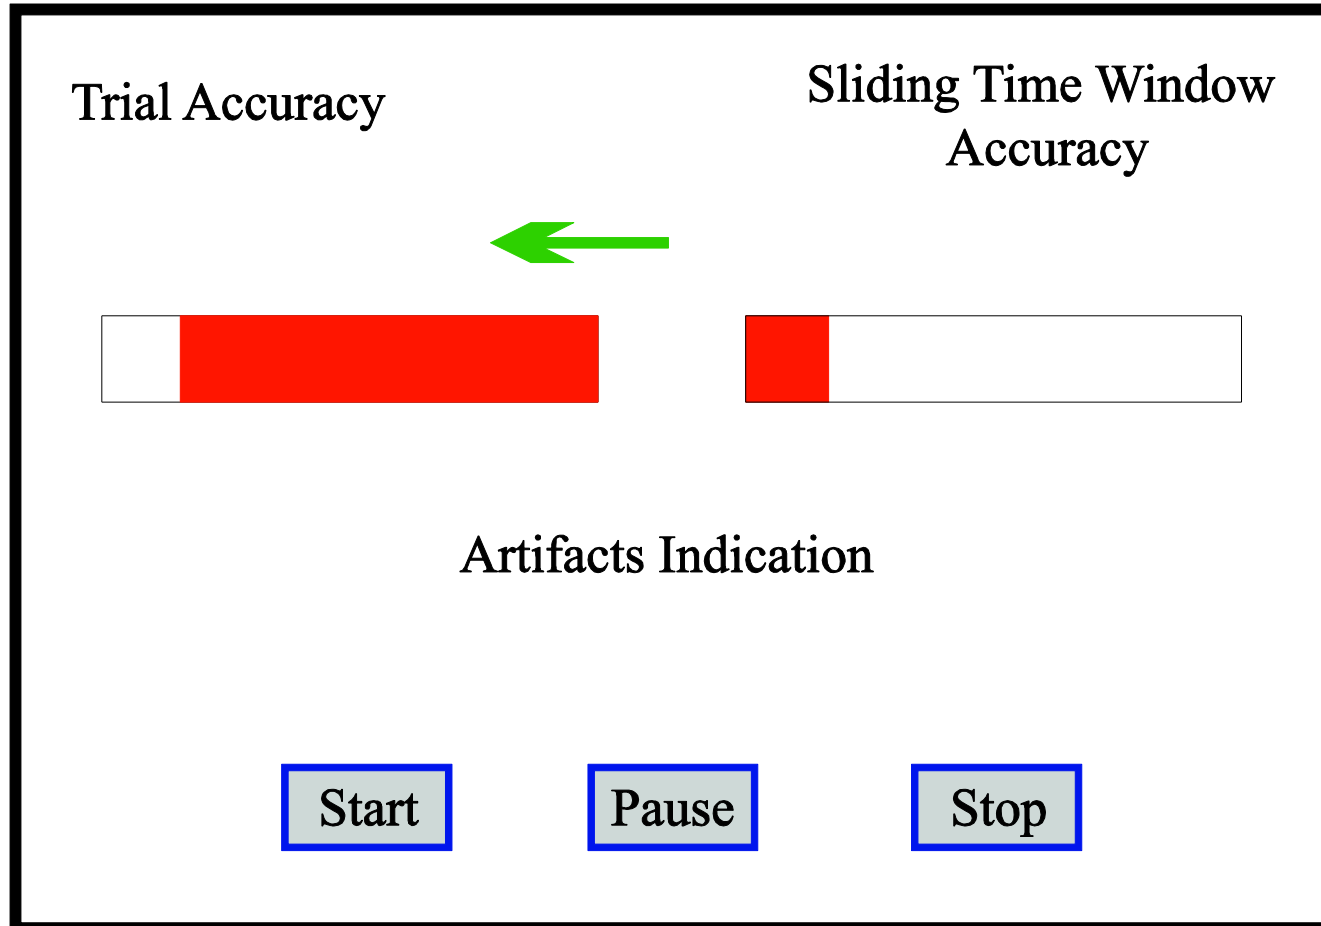 Trial Accuracy
Sliding Time Window
Accuracy
Artifacts Indication
Start
Pause
Stop